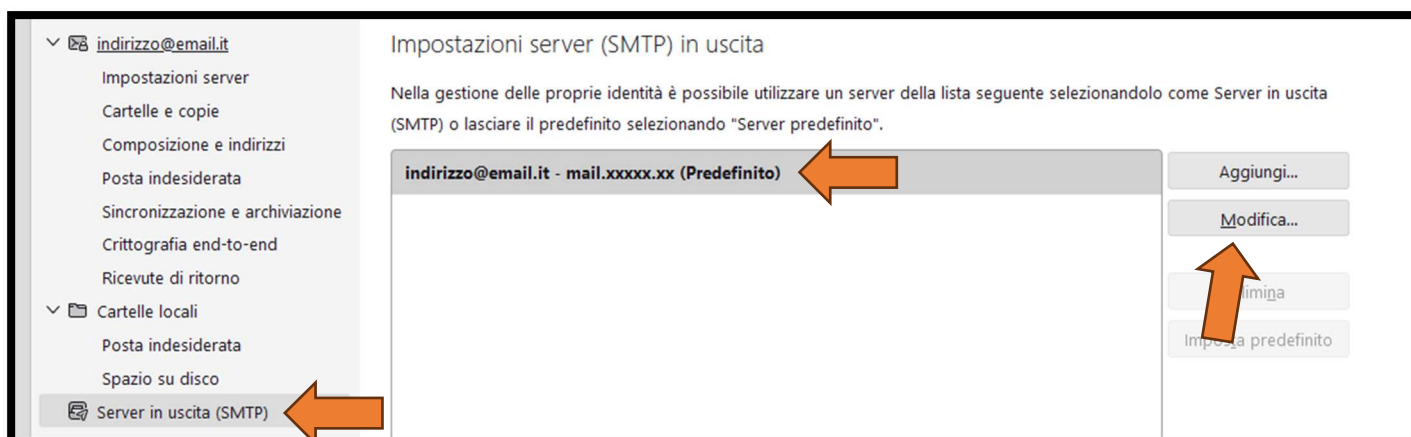 indirizzo@email.it
Impostazioni server
Cartelle e copie
Composizione e indirizzi
Posta indesiderata
Sincronizzazione e archiviazione
Crittografia end-to-end
Ricevute di ritorno
Cartelle locali
Posta indesiderata
Spazio su disco
Server in uscita (SMTP)
Impostazioni server (SMTP) in uscita
Nella gestione delle proprie identità è possibile utilizzare un server della lista seguente selezionandolo come Server in uscita
(SMTP) o lasciare il predefinito selezionando "Server predefinito".
indirizzo@email.it - mail.xxxxx.xx (Predefinito)
Aggiungi...
Modifica...
predefinito